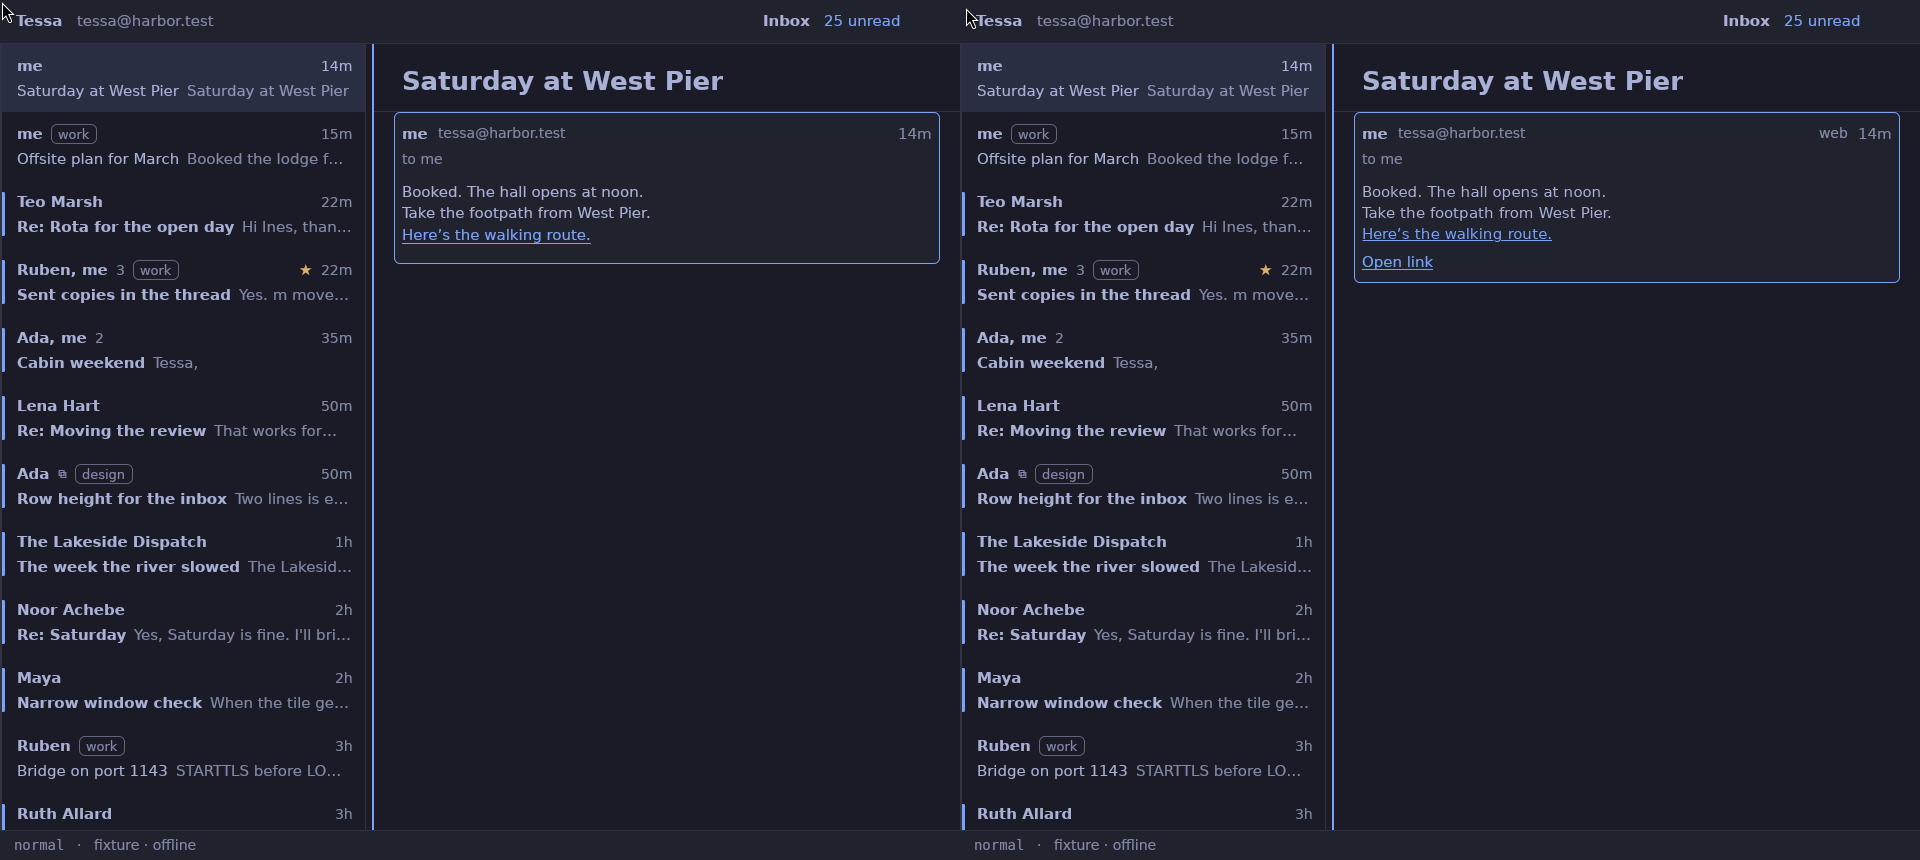 Tessa tessa@harbor.test Inbox 25 unread
me 14m
Saturday at West Pier Saturday at West Pier
me work 15m
Offsite plan for March Booked the lodge f…
Teo Marsh 22m
Re: Rota for the open day Hi Ines, than…
Ruben, me 3 work ★ 22m
Sent copies in the thread Yes. m move…
Ada, me 2 35m
Cabin weekend Tessa,
Lena Hart 50m
Re: Moving the review That works for…
Ada design 50m
Row height for the inbox Two lines is e…
The Lakeside Dispatch 1h
The week the river slowed The Lakesid…
Noor Achebe 2h
Re: Saturday Yes, Saturday is fine. I'll bri…
Maya 2h
Narrow window check When the tile ge…
Ruben work 3h
Bridge on port 1143 STARTTLS before LO…
Ruth Allard 3h
Saturday at West Pier
me tessa@harbor.test 14m
to me
Booked. The hall opens at noon.
Take the footpath from West Pier.
Here’s the walking route.
normal · fixture · offline
Tessa tessa@harbor.test Inbox 25 unread
me 14m
Saturday at West Pier Saturday at West Pier
me work 15m
Offsite plan for March Booked the lodge f…
Teo Marsh 22m
Re: Rota for the open day Hi Ines, than…
Ruben, me 3 work ★ 22m
Sent copies in the thread Yes. m move…
Ada, me 2 35m
Cabin weekend Tessa,
Lena Hart 50m
Re: Moving the review That works for…
Ada design 50m
Row height for the inbox Two lines is e…
The Lakeside Dispatch 1h
The week the river slowed The Lakesid…
Noor Achebe 2h
Re: Saturday Yes, Saturday is fine. I'll bri…
Maya 2h
Narrow window check When the tile ge…
Ruben work 3h
Bridge on port 1143 STARTTLS before LO…
Ruth Allard 3h
Saturday at West Pier
me tessa@harbor.test web 14m
to me
Booked. The hall opens at noon.
Take the footpath from West Pier.
Here’s the walking route.
Open link
normal · fixture · offline